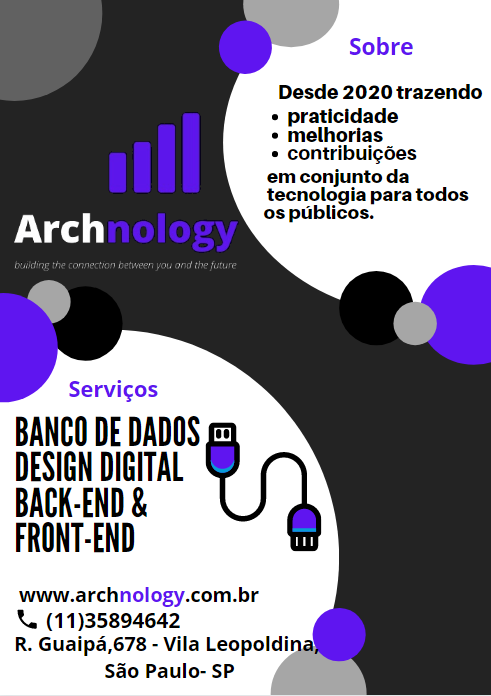 Sobre
Desde 2020 trazendo
• praticidade
• melhorias
• contribuições
em conjunto da
tecnologia para todos
os públicos.
Archnology
building the connection between you and the future
Serviços
BANCO DE DADOS
DESIGN DIGITAL
BACK-END &
FRONT-END
www.archnology.com.br
(11)35894642
R. Guaipá,678 - Vila Leopoldina,
São Paulo- SP